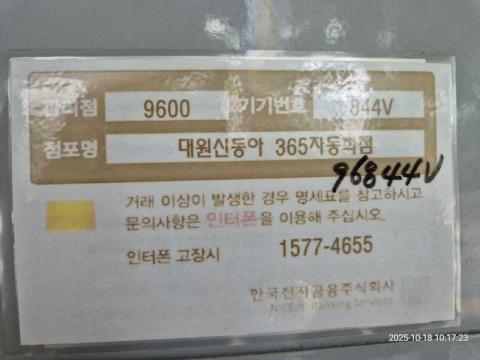 관리점 9600 기기번호 844V
점포명 대원신동아 365자동화점
96844V
거래 이상이 발생한 경우 명세표를 참고하시고
문의사항은 인터폰을 이용해 주십시오.
인터폰 고장시 1577-4655
한국전자금융주식회사
NICE e-Banking Services
2025-10-18 10:17:23